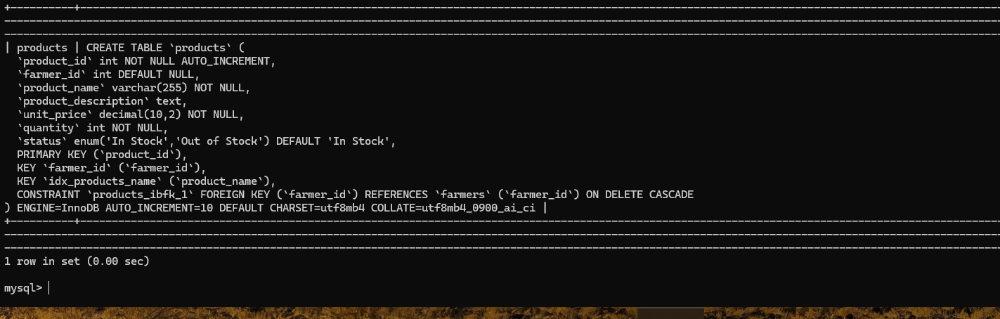 | products | CREATE TABLE `products` (
`product_id` int NOT NULL AUTO_INCREMENT,
`farmer_id` int DEFAULT NULL,
`product_name` varchar(255) NOT NULL,
`product_description` text,
`unit_price` decimal(10,2) NOT NULL,
`quantity` int NOT NULL,
`status` enum('In Stock','Out of Stock') DEFAULT 'In Stock',
PRIMARY KEY (`product_id`),
KEY `farmer_id` (`farmer_id`),
KEY `idx_products_name` (`product_name`),
CONSTRAINT `products_ibfk_1` FOREIGN KEY (`farmer_id`) REFERENCES `farmers` (`farmer_id`) ON DELETE CASCADE
) ENGINE=InnoDB AUTO_INCREMENT=10 DEFAULT CHARSET=utf8mb4 COLLATE=utf8mb4_0900_ai_ci |
1 row in set (0.00 sec)
mysql>